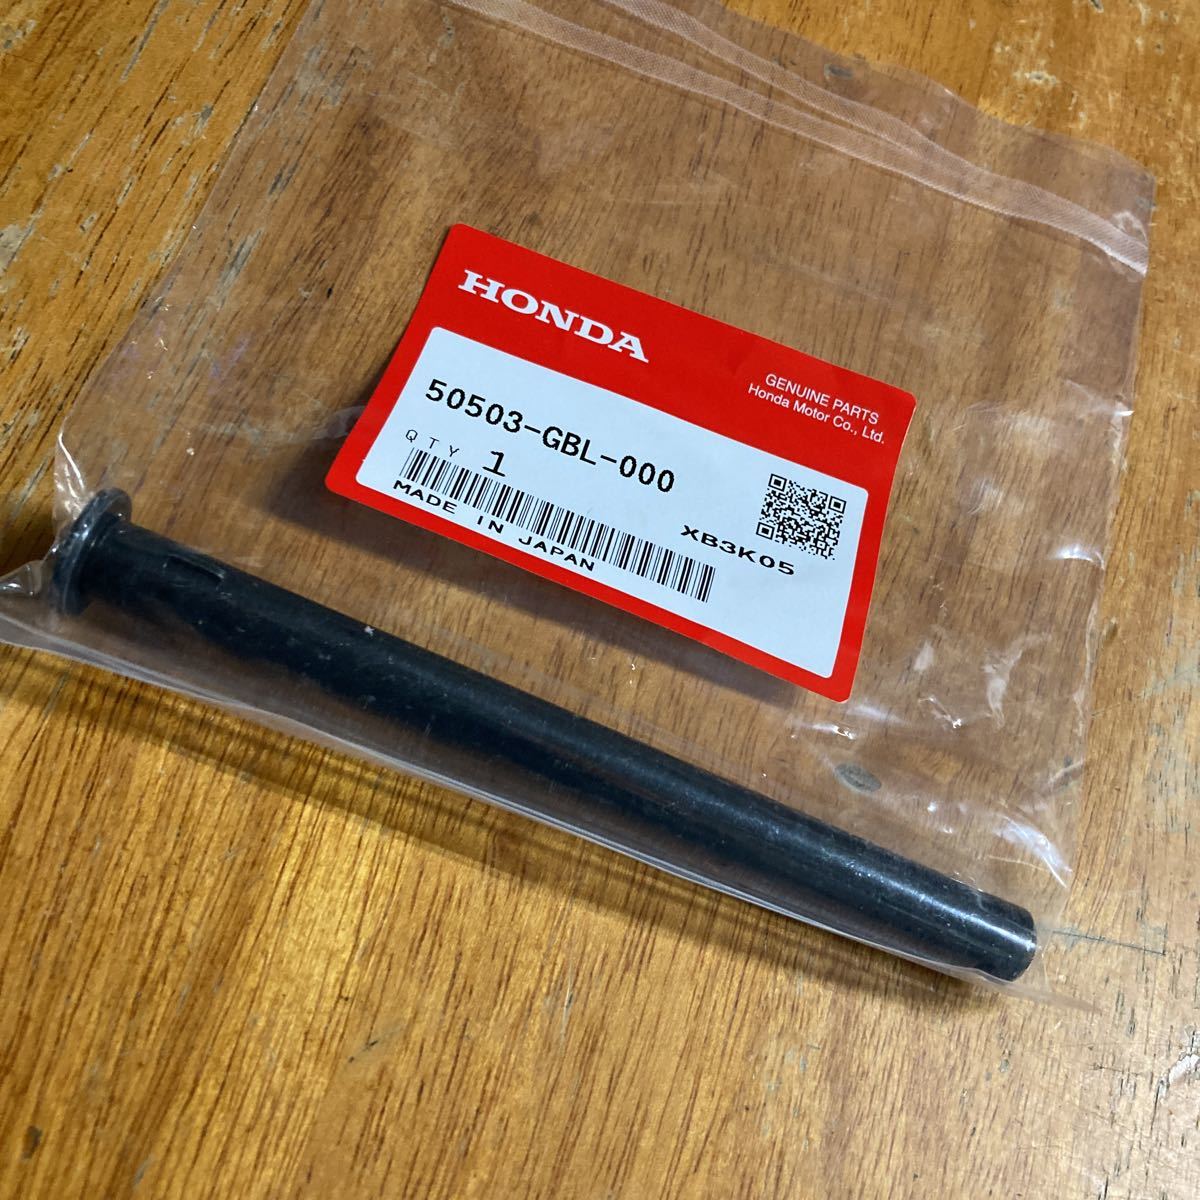 HONDA
GENUINE PARTS
Honda Motor Co., Ltd.
50503-GBL-000
QTY 1
XB3K05
MADE IN JAPAN